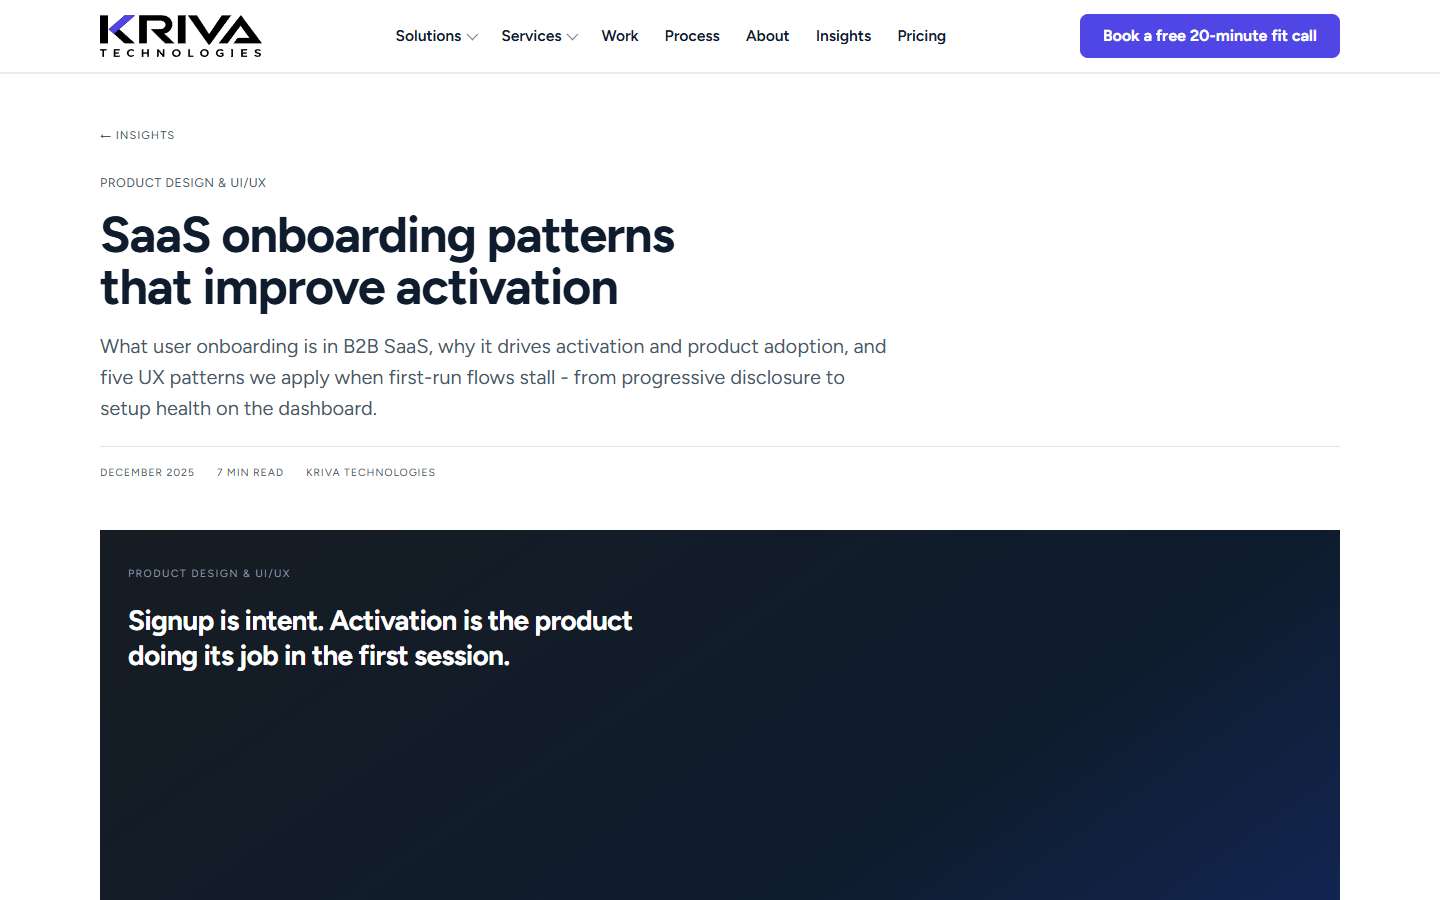 KRIVA
TECHNOLOGIES
Solutions
Services
Work
Process
About
Insights
Pricing
Book a free 20-minute fit call
← INSIGHTS
PRODUCT DESIGN & UI/UX
SaaS onboarding patterns
that improve activation
What user onboarding is in B2B SaaS, why it drives activation and product adoption, and
five UX patterns we apply when first-run flows stall - from progressive disclosure to
setup health on the dashboard.
DECEMBER 2025 7 MIN READ KRIVA TECHNOLOGIES
PRODUCT DESIGN & UI/UX
Signup is intent. Activation is the product
doing its job in the first session.